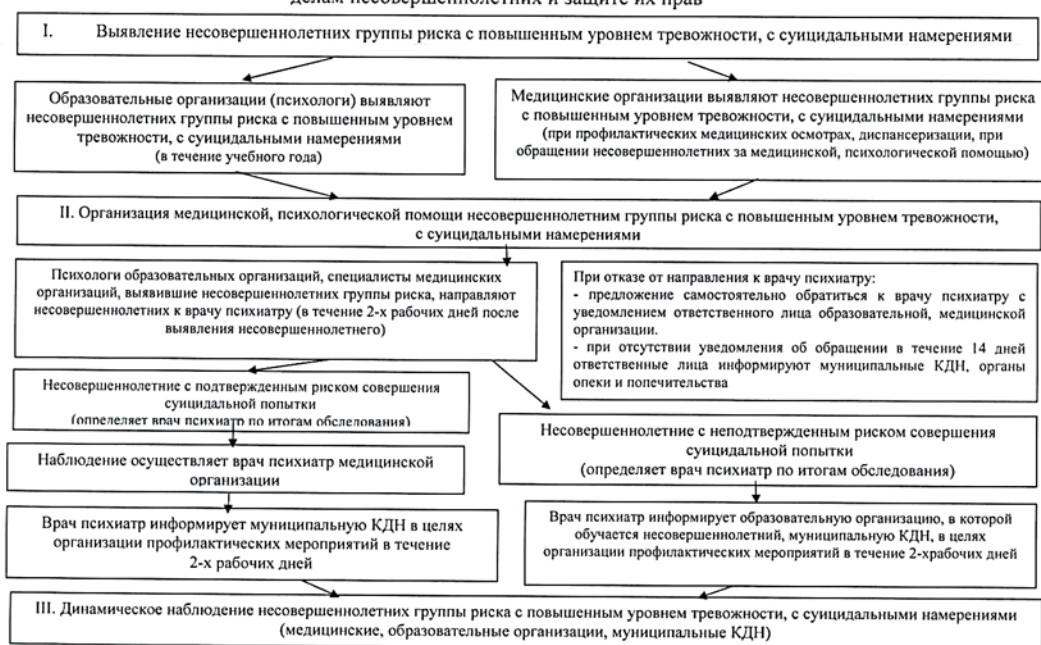 делам несовершеннолетних и защите их прав
I. Выявление несовершеннолетних группы риска с повышенным уровнем тревожности, с суицидальными намерениями
Образовательные организации (психологи) выявляют
несовершеннолетних группы риска с повышенным уровнем
тревожности, с суицидальными намерениями
(в течение учебного года)
Медицинские организации выявляют несовершеннолетних группы риска
с повышенным уровнем тревожности, с суицидальными намерениями
(при профилактических медицинских осмотрах, диспансеризации, при
обращении несовершеннолетних за медицинской, психологической помощью)
II. Организация медицинской, психологической помощи несовершеннолетним группы риска с повышенным уровнем тревожности,
с суицидальными намерениями
Психологи образовательных организаций, специалисты медицинских
организаций, выявившие несовершеннолетних группы риска, направляют
несовершеннолетних к врачу психиатру (в течение 2-х рабочих дней после
выявления несовершеннолетнего)
При отказе от направления к врачу психиатру:
- предложение самостоятельно обратиться к врачу психиатру с
уведомлением ответственного лица образовательной, медицинской
организации.
- при отсутствии уведомления об обращении в течение 14 дней
ответственные лица информируют муниципальные КДН, органы
опеки и попечительства
Несовершеннолетние с подтвержденным риском совершения
суицидальной попытки
(определяет врач психиатр по итогам обследования)
Несовершеннолетние с неподтвержденным риском совершения
суицидальной попытки
(определяет врач психиатр по итогам обследования)
Наблюдение осуществляет врач психиатр медицинской
организации
Врач психиатр информирует муниципальную КДН в целях
организации профилактических мероприятий в течение
2-х рабочих дней
Врач психиатр информирует образовательную организацию, в которой
обучается несовершеннолетний, муниципальную КДН, в целях
организации профилактических мероприятий в течение 2-храбочих дней
III. Динамическое наблюдение несовершеннолетних группы риска с повышенным уровнем тревожности, с суицидальными намерениями
(медицинские, образовательные организации, муниципальные КДН)